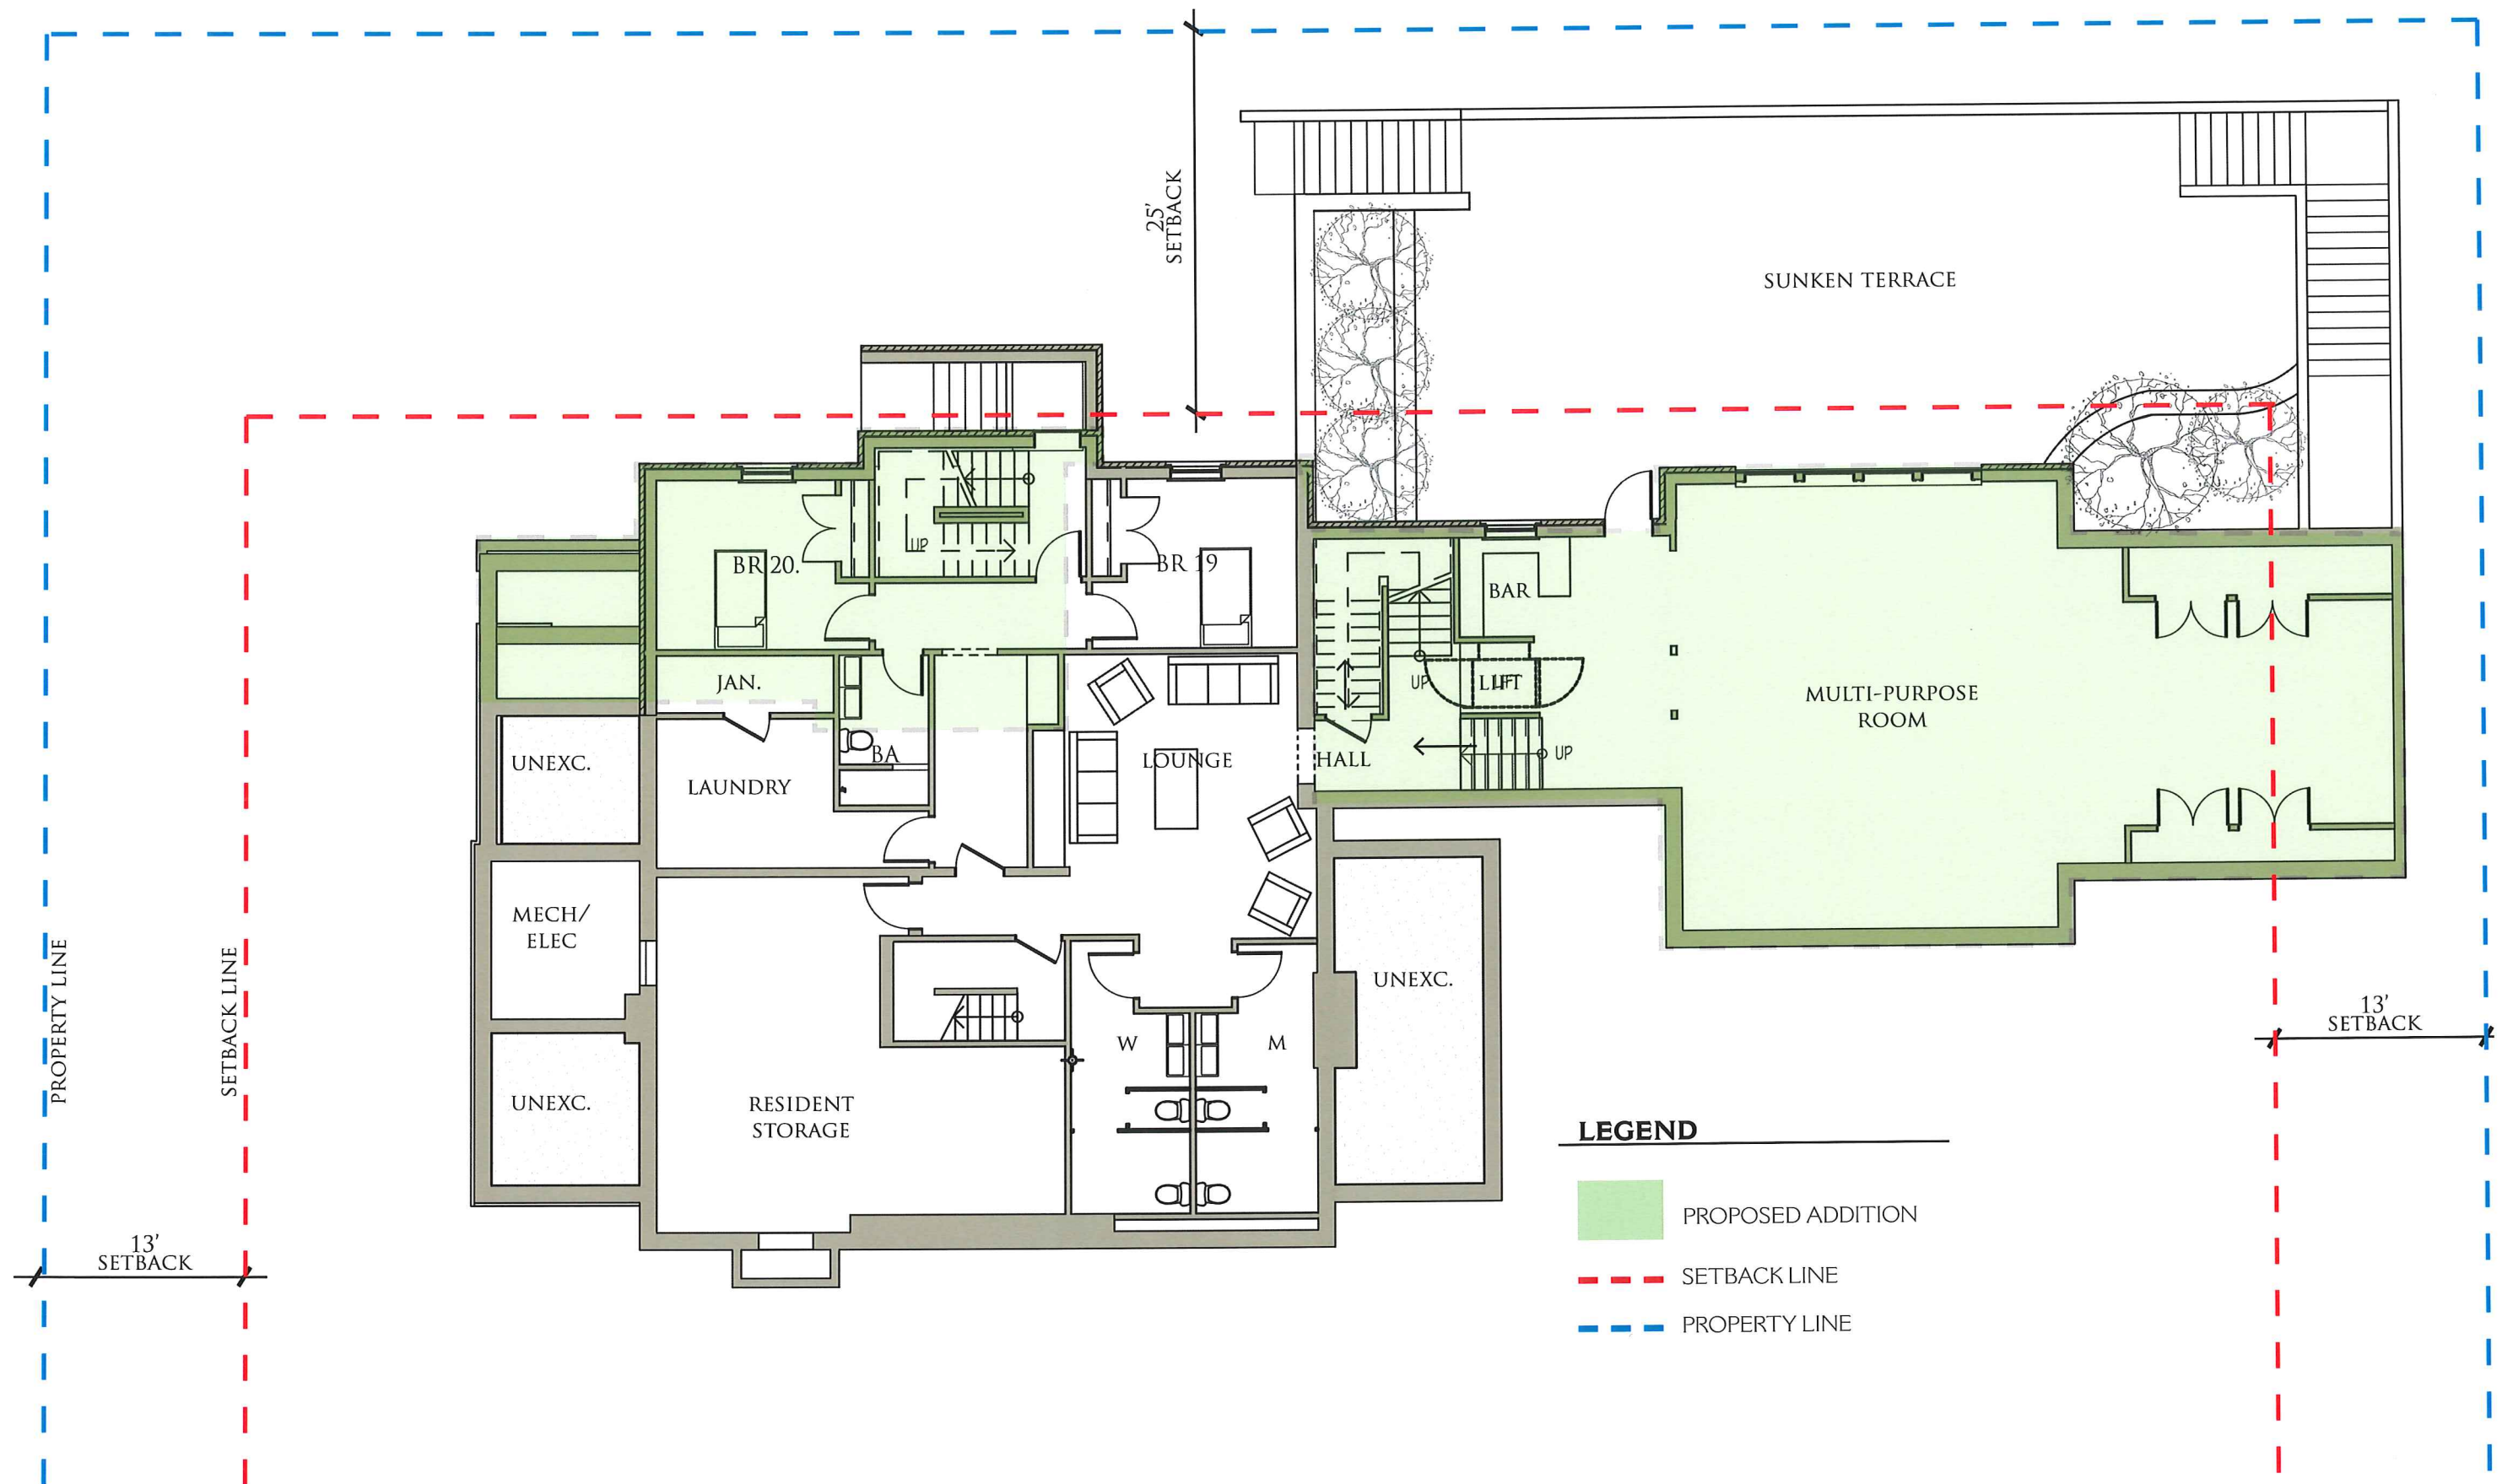 25'
SETBACK
SUNKEN TERRACE
UP
BR 20.
BR 19
BAR
JAN.
UP
LIFT
MULTI-PURPOSE
ROOM
UNEXC.
BA
LOUNGE
HALL
UP
LAUNDRY
MECH/
ELEC
PROPERTY LINE
SETBACK LINE
UNEXC.
13'
SETBACK
W
M
UNEXC.
RESIDENT
STORAGE
LEGEND
PROPOSED ADDITION
13'
SETBACK
SETBACK LINE
PROPERTY LINE